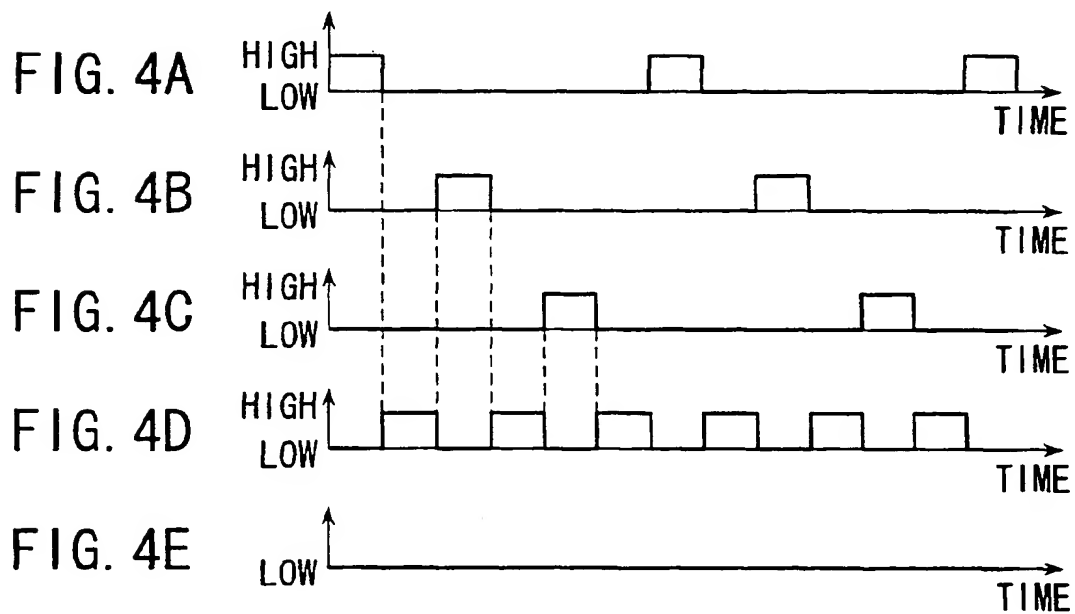 FIG. 4A
HIGH
LOW
TIME
FIG. 4B
HIGH
LOW
TIME
FIG. 4C
HIGH
LOW
TIME
FIG. 4D
HIGH
LOW
TIME
FIG. 4E
LOW
TIME